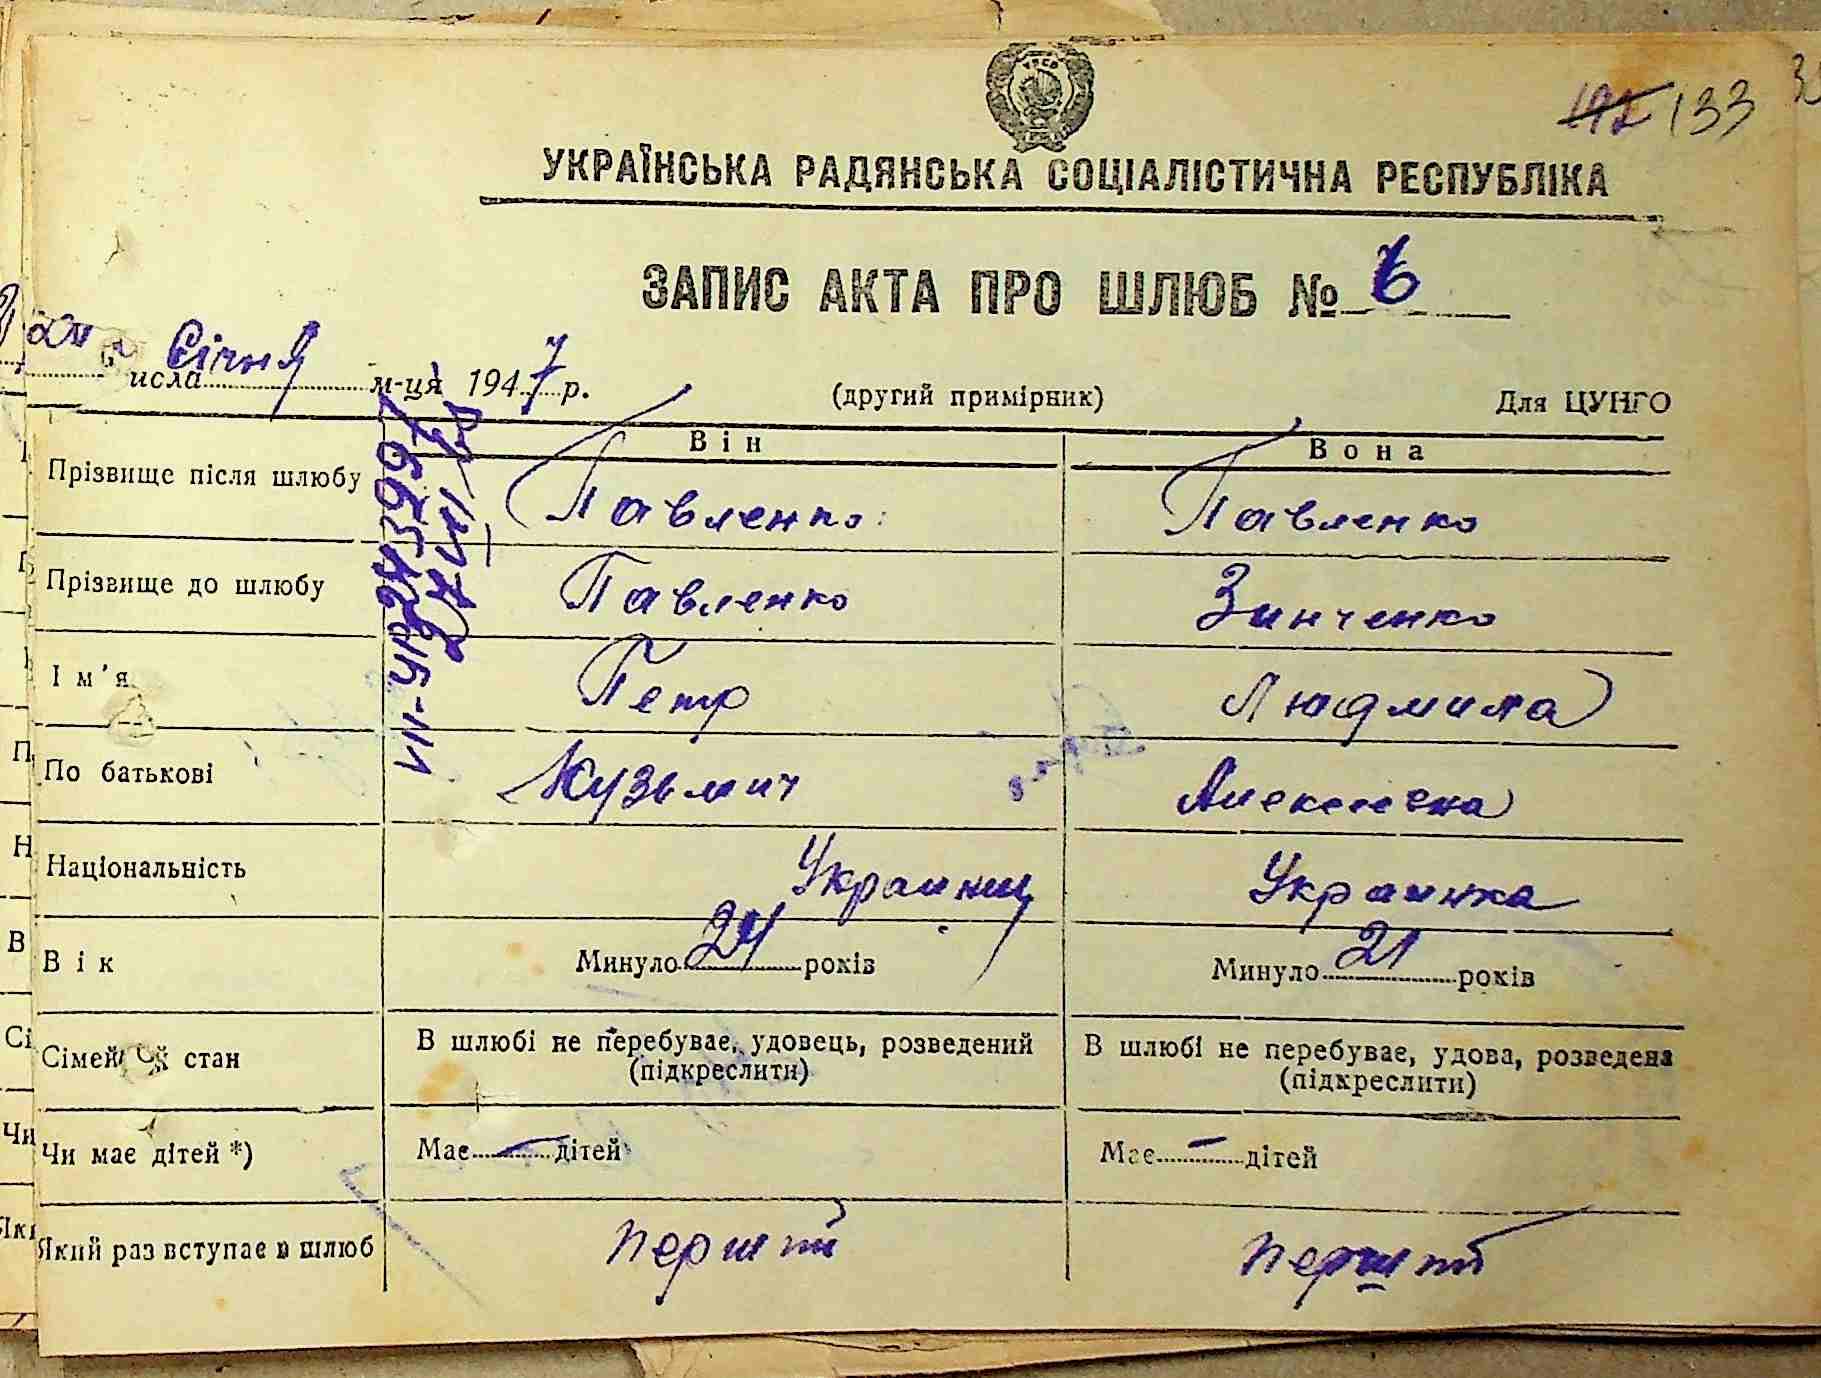 УРСР
133
УКРАЇНСЬКА РАДЯНСЬКА СОЦІАЛІСТИЧНА РЕСПУБЛІКА
ЗАПИС АКТА ПРО ШЛЮБ № 6
исла Січня м-ця 1947 р. (другий примірник) Для ЦУНГО
Він Вона
Прізвище після шлюбу Павленко Павленко
Прізвище до шлюбу Павленко Зинченко
Ім'я Петр Людмила
По батькові Кузьмич Алексеевна
Національність Украинец Украинка
Вік Минуло 24 років Минуло 21 років
Сімейний стан В шлюбі не перебуває, удовець, розведений (підкреслити) В шлюбі не перебуває, удова, розведена (підкреслити)
Чи має дітей *) Має — дітей Має — дітей
Який раз вступає в шлюб перший перший